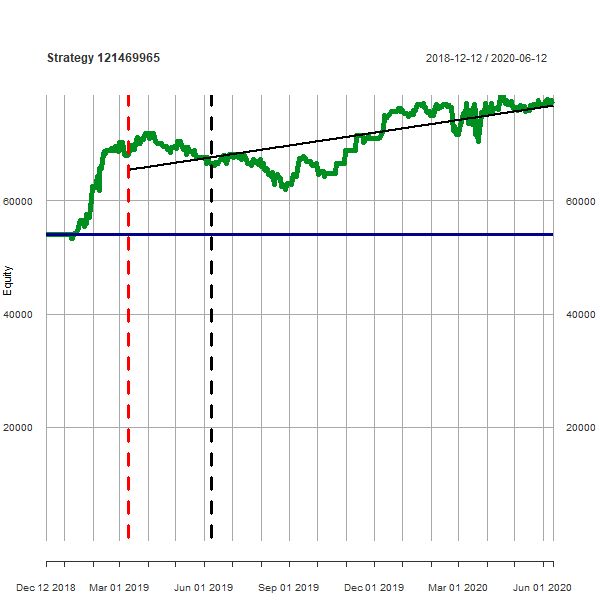 Strategy 121469965
2018-12-12 / 2020-06-12
60000
60000
Equity
40000
40000
20000
20000
Dec 12 2018
Mar 01 2019
Jun 01 2019
Sep 01 2019
Dec 01 2019
Mar 01 2020
Jun 01 2020